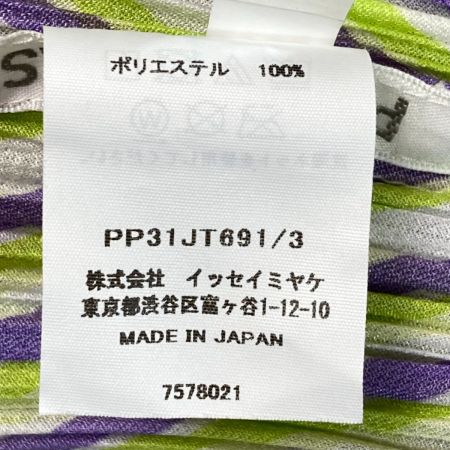 ポリエステル 100%
PP31JT691/3
株式会社 イッセイミヤケ
東京都渋谷区富ヶ谷1-12-10
MADE IN JAPAN
7578021